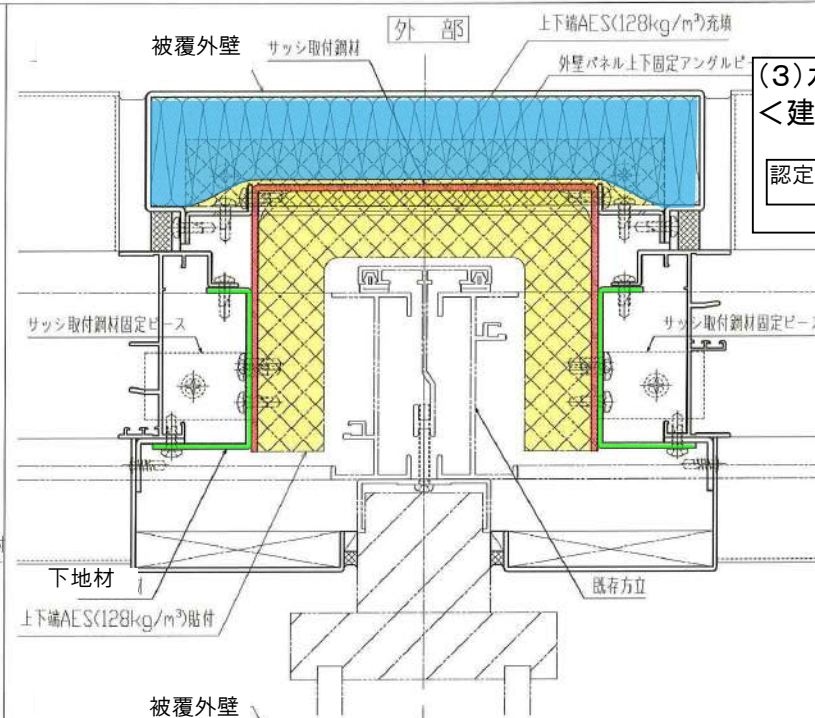 外 部
上下端AES(128kg/m³)充填
被覆外壁
サッシ取付鋼材
外壁パネル上下固定アングルピー
(3)
<建
認定
サッシ取付鋼材固定ピース
サッシ取付鋼材固定ピース
下地材
既存方立
上下端AES(128kg/m³)貼付
被覆外壁